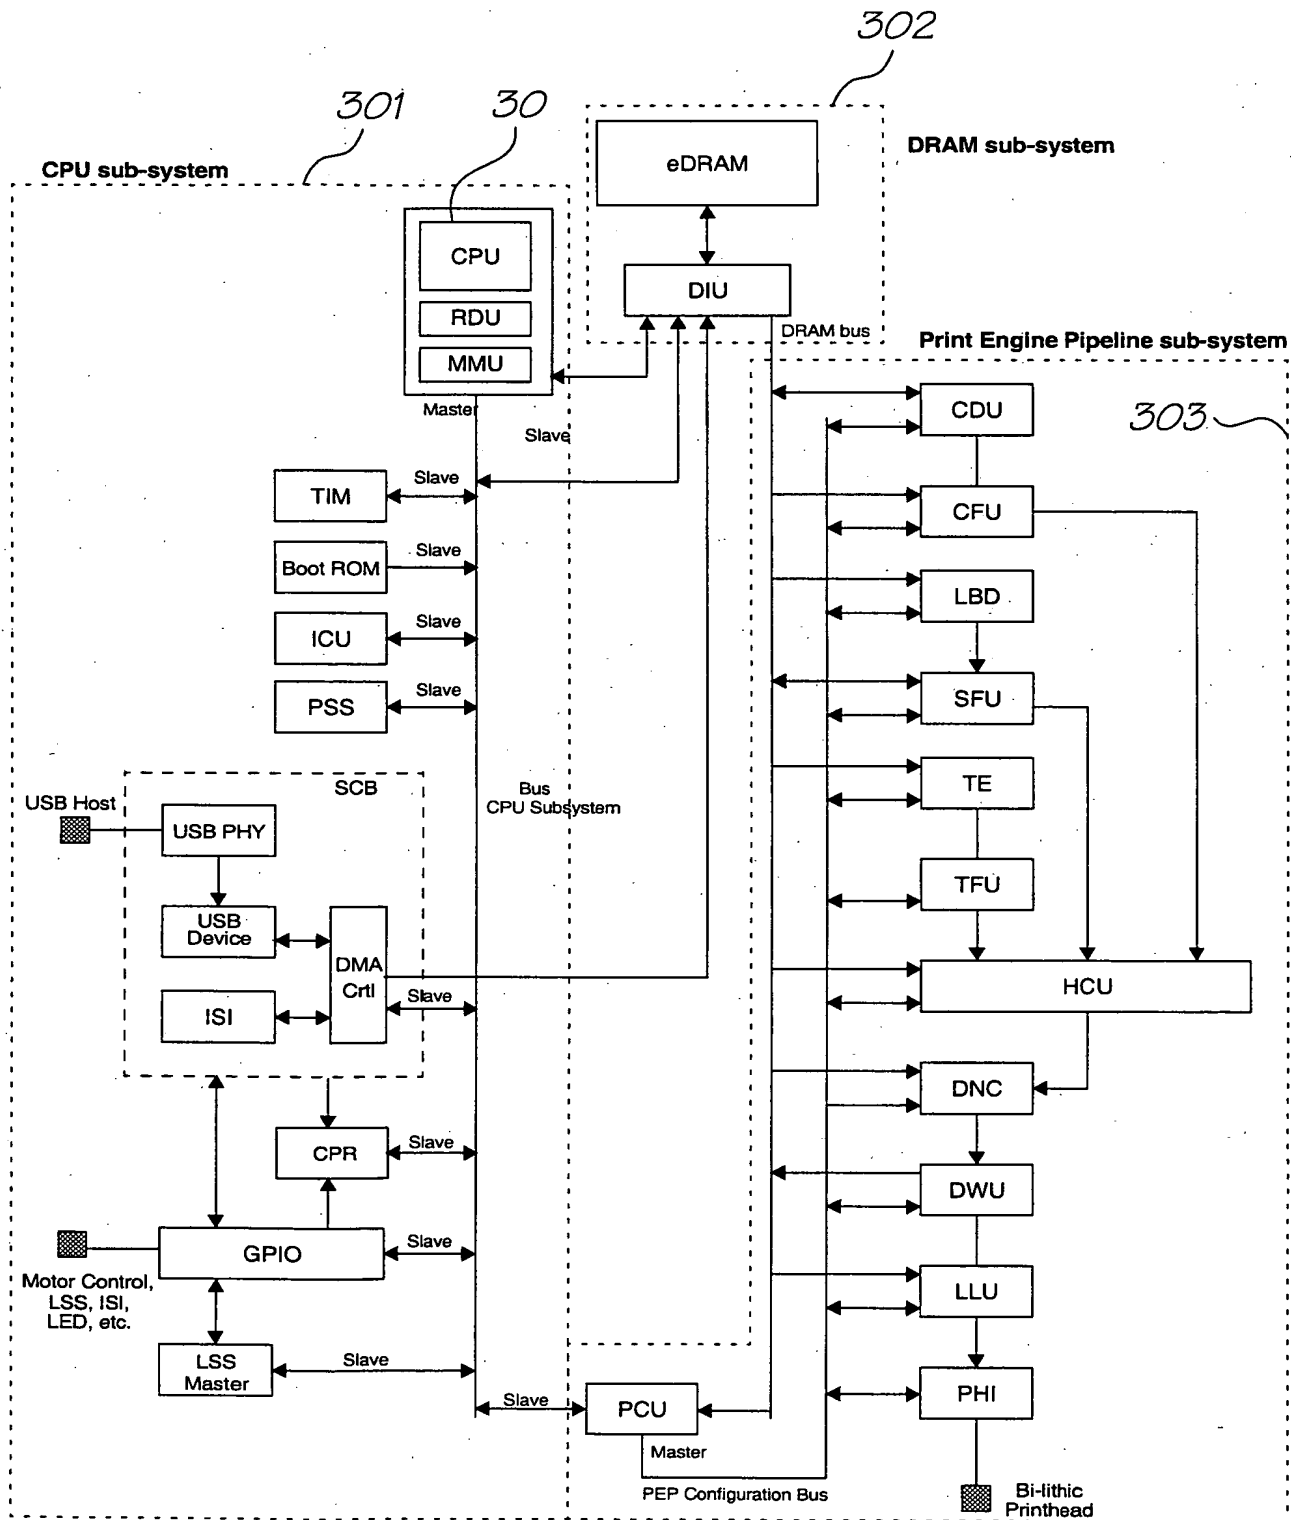 302
301
30
DRAM sub-system
CPU sub-system
eDRAM
CPU
DIU
RDU
DRAM bus
Print Engine Pipeline sub-system
MMU
Master
CDU
303
Slave
Slave
TIM
CFU
Slave
Boot ROM
LBD
Slave
ICU
Slave
PSS
SFU
SCB
TE
USB Host
Bus
CPU Subsystem
USB PHY
TFU
USB
Device
DMA
Crtl
HCU
Slave
ISI
DNC
Slave
CPR
DWU
Slave
GPIO
Motor Control,
LSS, ISI,
LED, etc.
LLU
LSS
Master
Slave
Slave
PCU
PHI
Master
PEP Configuration Bus
Bi-lithic
Printhead